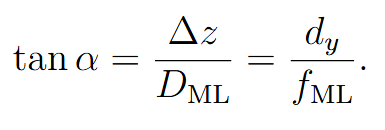 tan α = Δz / D_ML = d_y / f_ML.